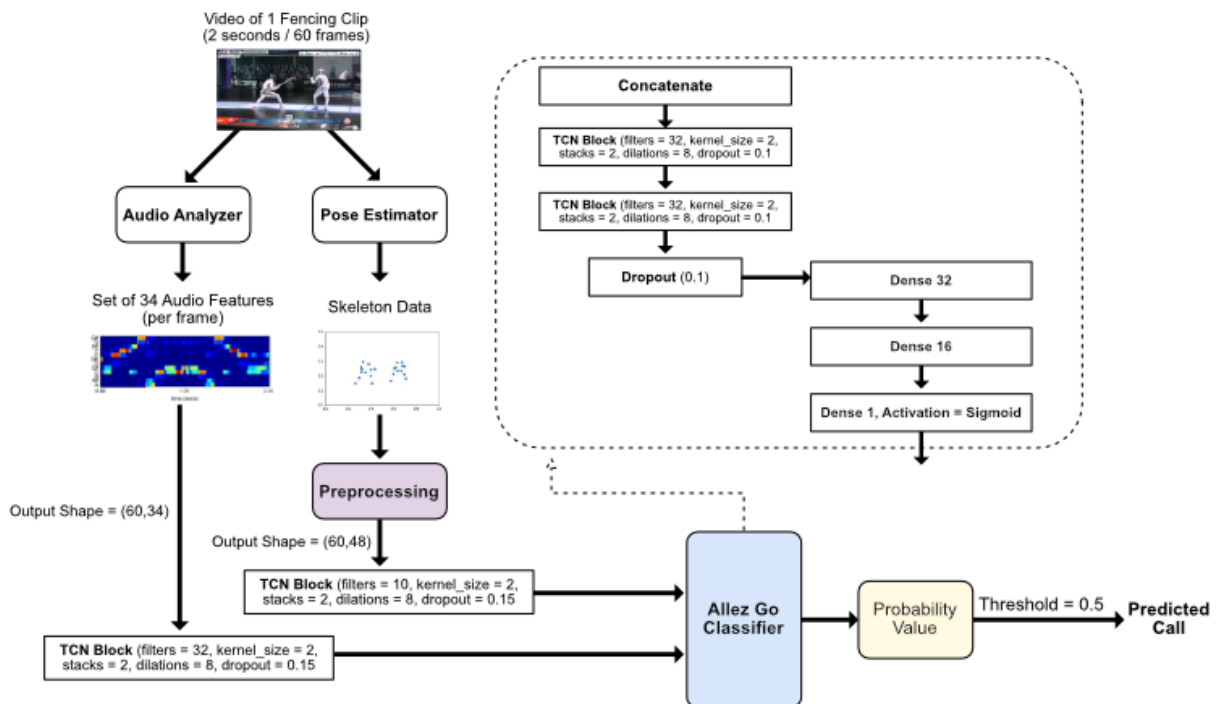 Video of 1 Fencing Clip
(2 seconds / 60 frames)
Audio Analyzer
Pose Estimator
Set of 34 Audio Features
(per frame)
Skeleton Data
time (secs)
Preprocessing
Output Shape = (60,34)
Output Shape = (60,48)
TCN Block (filters = 10, kernel_size = 2,
stacks = 2, dilations = 8, dropout = 0.15
TCN Block (filters = 32, kernel_size = 2,
stacks = 2, dilations = 8, dropout = 0.15
Concatenate
TCN Block (filters = 32, kernel_size = 2,
stacks = 2, dilations = 8, dropout = 0.1
TCN Block (filters = 32, kernel_size = 2,
stacks = 2, dilations = 8, dropout = 0.1
Dropout (0.1)
Dense 32
Dense 16
Dense 1, Activation = Sigmoid
Allez Go
Classifier
Probability
Value
Threshold = 0.5
Predicted
Call